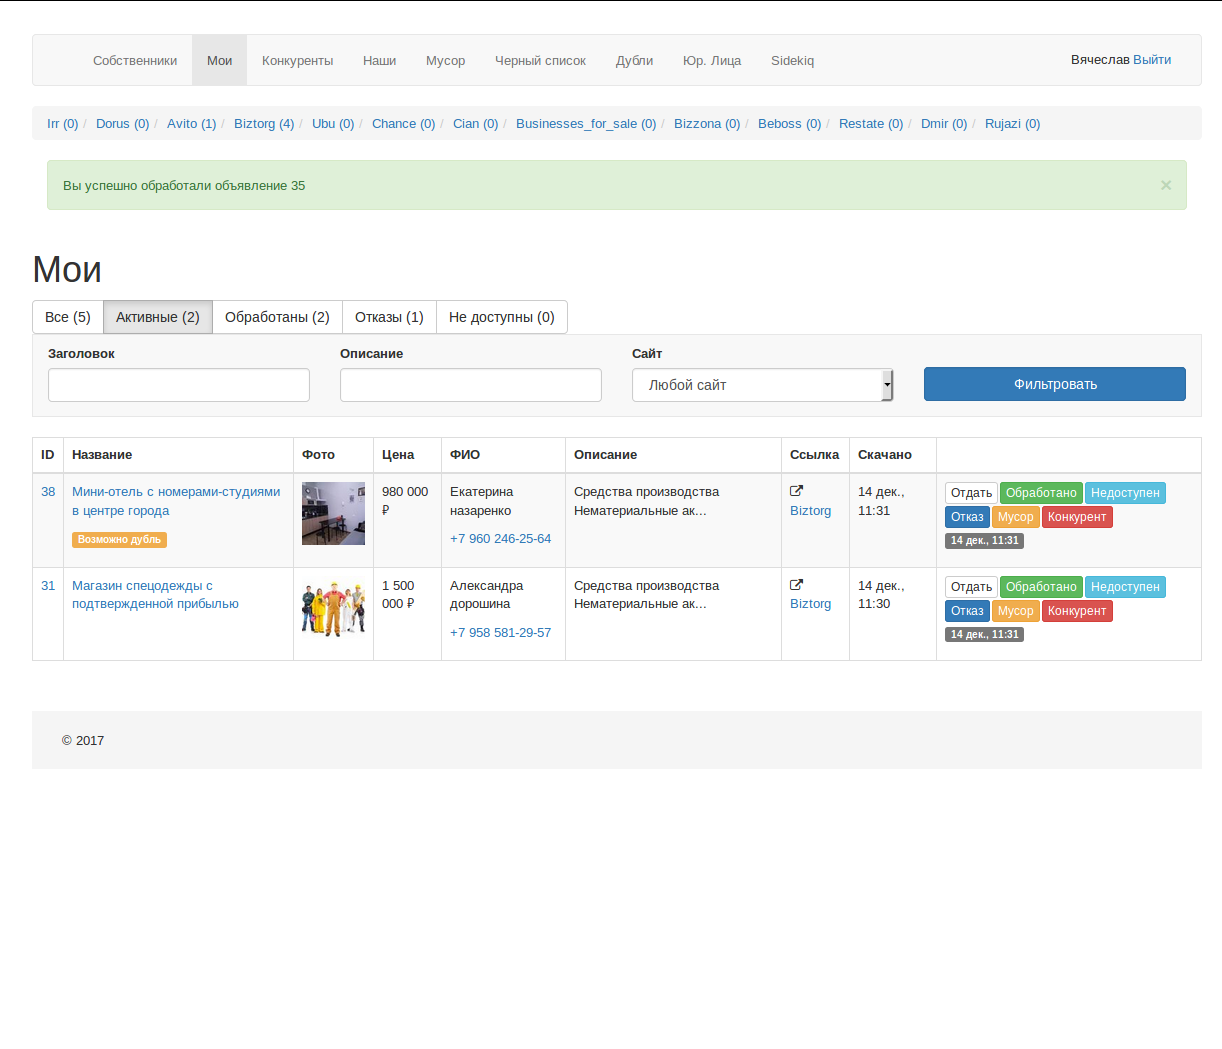 Собственники Мои Конкуренты Наши Мусор Черный список Дубли Юр. Лица Sidekiq Вячеслав Выйти
Irr (0) / Dorus (0) / Avito (1) / Biztorg (4) / Ubu (0) / Chance (0) / Cian (0) / Businesses_for_sale (0) / Bizzona (0) / Beboss (0) / Restate (0) / Dmir (0) / Rujazi (0)
Вы успешно обработали объявление 35 ×
Мои
Все (5) Активные (2) Обработаны (2) Отказы (1) Не доступны (0)
Заголовок Описание Сайт
Любой сайт Фильтровать
ID Название Фото Цена ФИО Описание Ссылка Скачано
38 Мини-отель с номерами-студиями 980 000 Екатерина Средства производства 14 дек., Отдать Обработано Недоступен
в центре города ₽ назаренко Нематериальные ак... Biztorg 11:31 Отказ Мусор Конкурент
Возможно дубль +7 960 246-25-64 14 дек., 11:31
31 Магазин спецодежды с 1 500 Александра Средства производства 14 дек., Отдать Обработано Недоступен
подтвержденной прибылью 000 ₽ дорошина Нематериальные ак... Biztorg 11:30 Отказ Мусор Конкурент
+7 958 581-29-57 14 дек., 11:31
© 2017